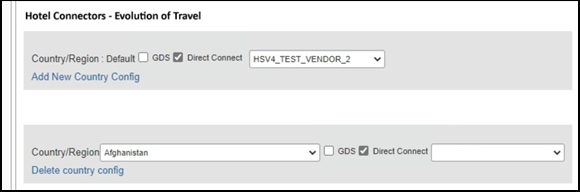 Hotel Connectors - Evolution of Travel
Country/Region : Default GDS Direct Connect HSV4_TEST_VENDOR_2
Add New Country Config
Country/Region Afghanistan GDS Direct Connect
Delete country config